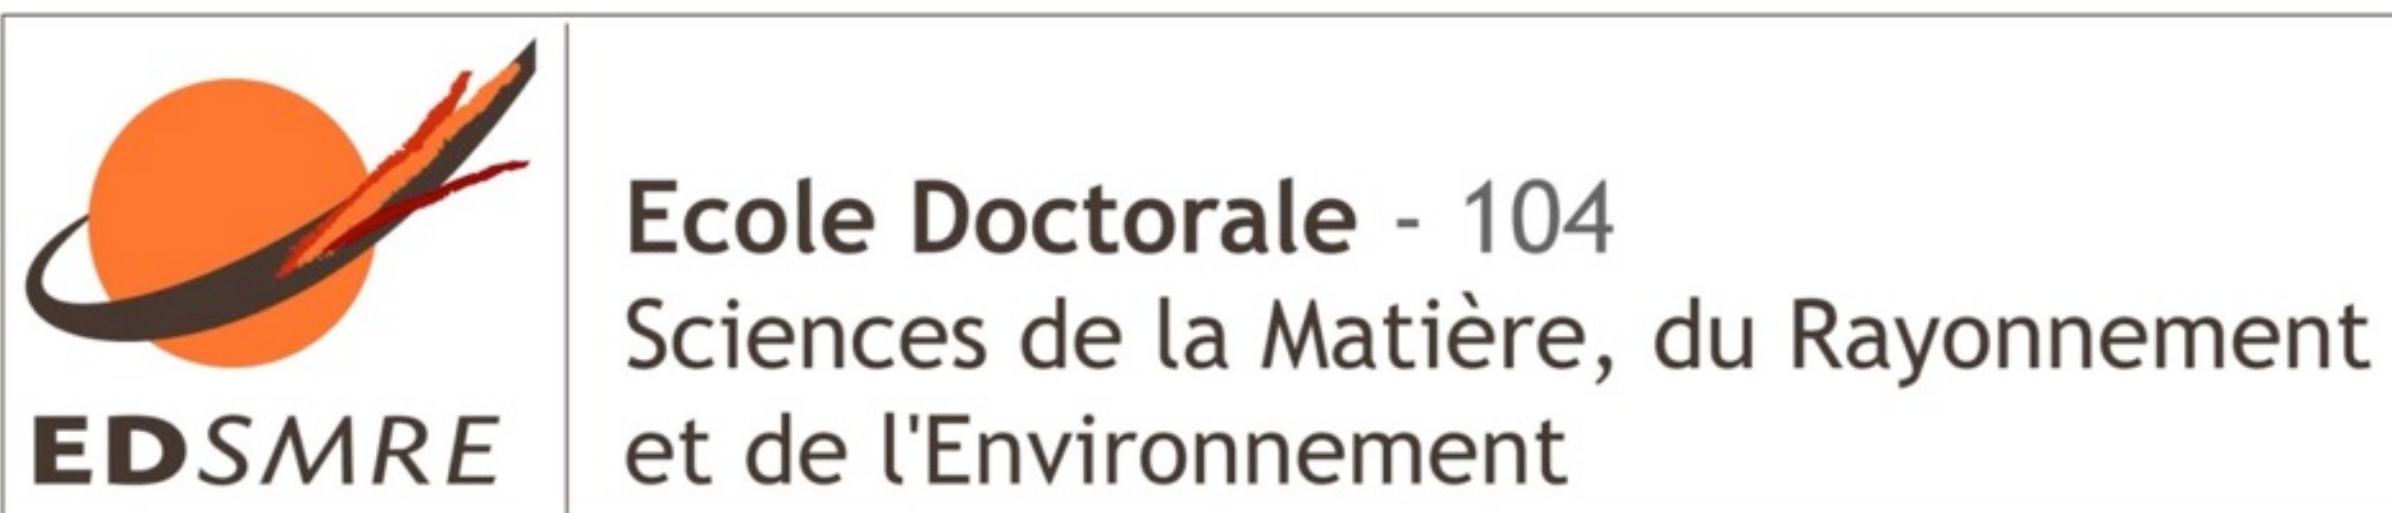 EDSMRE
Ecole Doctorale - 104
Sciences de la Matière, du Rayonnement
et de l'Environnement